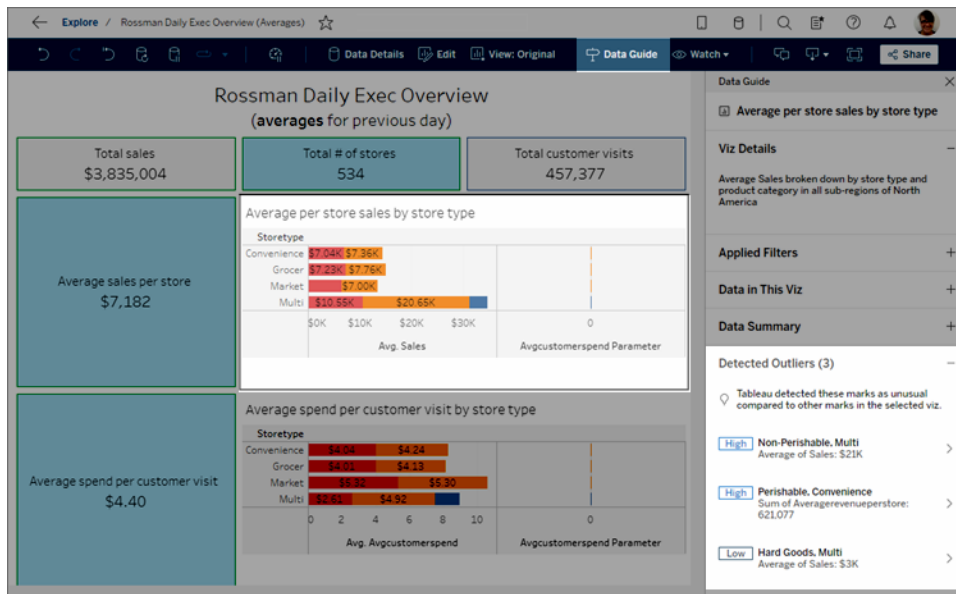 Explore / Rossman Daily Exec Overview (Averages)
Data Details Edit View: Original Data Guide Watch Share
Rossman Daily Exec Overview
(averages for previous day)
Total sales
$3,835,004
Total # of stores
534
Total customer visits
457,377
Average sales per store
$7,182
Average per store sales by store type
Storetype
Convenience $7.04K $7.36K
Grocer $7.23K $7.76K
Market $7.00K
Multi $10.55K $20.65K
$0K $10K $20K $30K 0
Avg. Sales Avgcustomerspend Parameter
Average spend per customer visit
$4.40
Average spend per customer visit by store type
Storetype
Convenience $4.04 $4.24
Grocer $4.01 $4.13
Market $5.32 $5.30
Multi $2.61 $4.92
0 2 4 6 8 10 0
Avg. Avgcustomerspend Avgcustomerspend Parameter
Data Guide
Average per store sales by store type
Viz Details
Average Sales broken down by store type and
product category in all sub-regions of North
America
Applied Filters
Data in This Viz
Data Summary
Detected Outliers (3)
Tableau detected these marks as unusual
compared to other marks in the selected viz.
High Non-Perishable, Multi
Average of Sales: $21K
High Perishable, Convenience
Sum of Averagerevenueperstore:
621,077
Low Hard Goods, Multi
Average of Sales: $3K